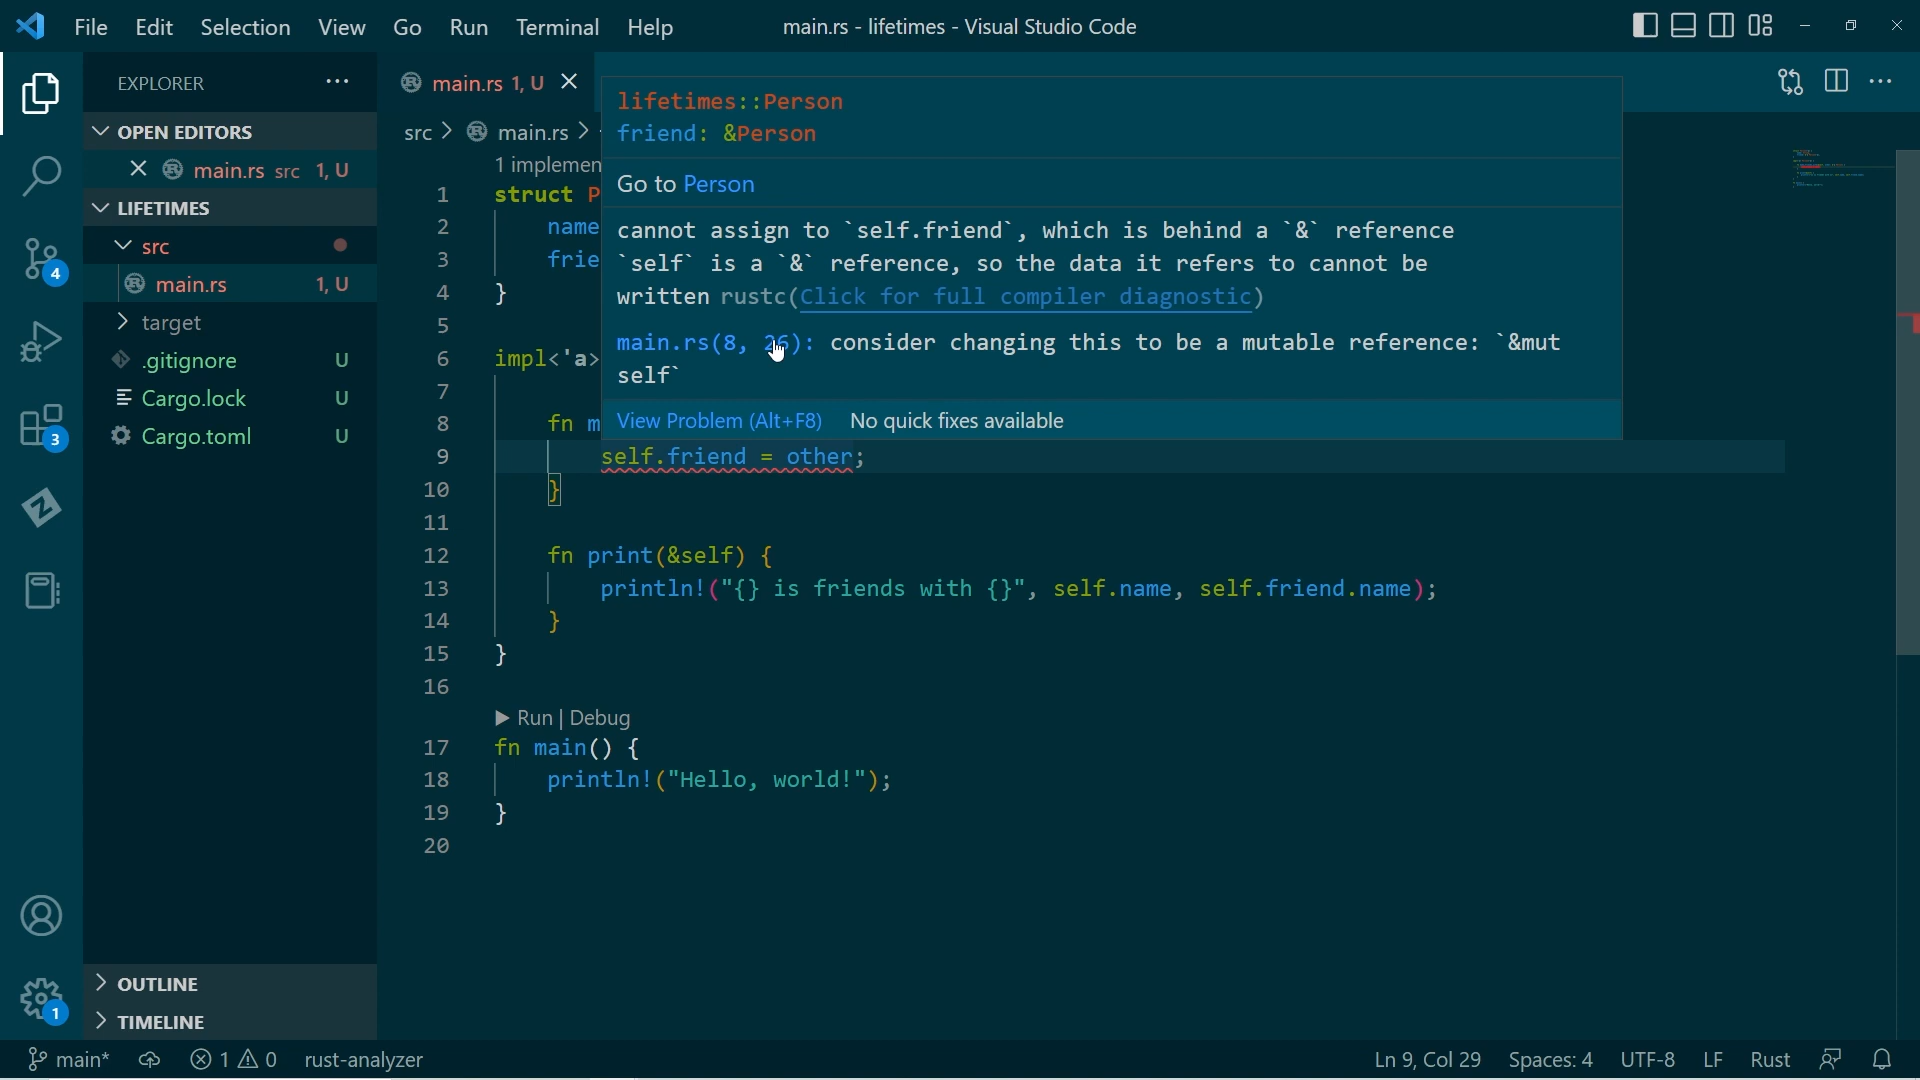 File Edit Selection View Go Run Terminal Help
main.rs - lifetimes - Visual Studio Code
EXPLORER
OPEN EDITORS
main.rs src 1, U
LIFETIMES
src
main.rs 1, U
target
.gitignore U
Cargo.lock U
Cargo.toml U
OUTLINE
TIMELINE
4
3
1
main.rs 1, U
src > main.rs >
1 implemen
1 struct P
2 name
3 frie
4 }
5
6 impl<'a>
7
8 fn m
9 self.friend = other;
10 }
11
12 fn print(&self) {
13 println!("{} is friends with {}", self.name, self.friend.name);
14 }
15 }
16
Run | Debug
17 fn main() {
18 println!("Hello, world!");
19 }
20
lifetimes::Person
friend: &Person
Go to Person
cannot assign to `self.friend`, which is behind a `&` reference
`self` is a `&` reference, so the data it refers to cannot be
written rustc(Click for full compiler diagnostic)
main.rs(8, 26): consider changing this to be a mutable reference: `&mut
self`
View Problem (Alt+F8) No quick fixes available
main* 1 0 rust-analyzer
Ln 9, Col 29 Spaces: 4 UTF-8 LF Rust